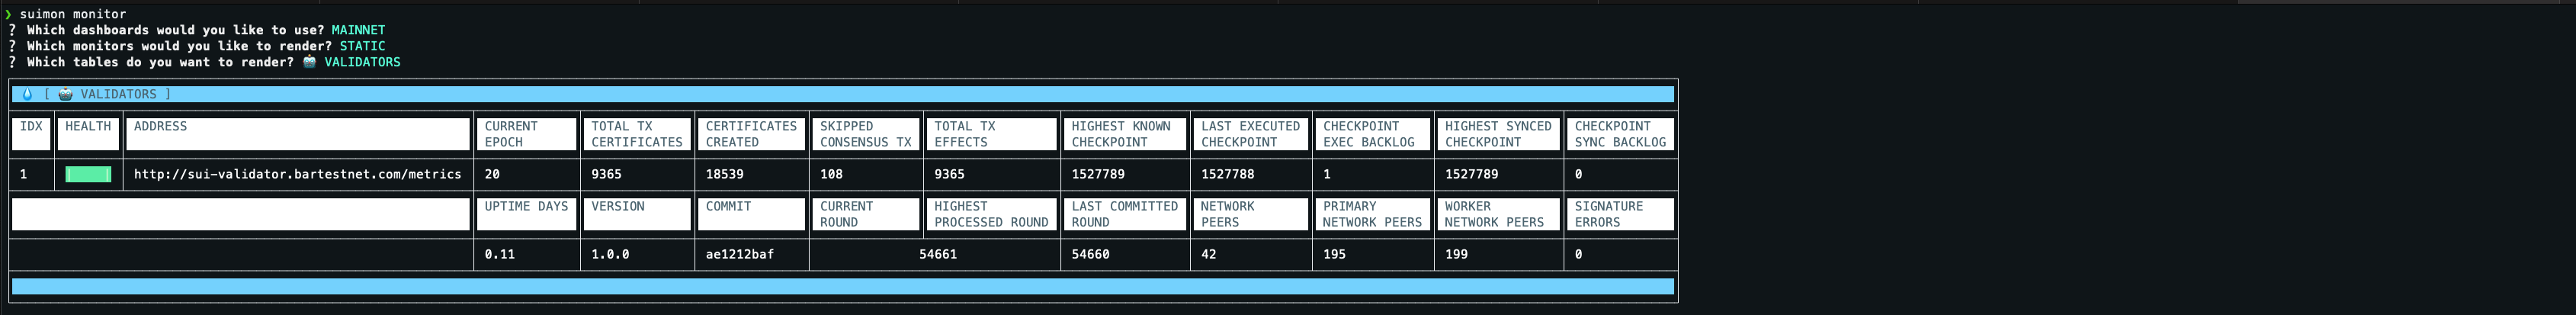 ❯ suimon monitor
? Which dashboards would you like to use? MAINNET
? Which monitors would you like to render? STATIC
? Which tables do you want to render? VALIDATORS
[ VALIDATORS ]
IDX HEALTH ADDRESS CURRENT EPOCH TOTAL TX CERTIFICATES CERTIFICATES CREATED SKIPPED CONSENSUS TX TOTAL TX EFFECTS HIGHEST KNOWN CHECKPOINT LAST EXECUTED CHECKPOINT CHECKPOINT EXEC BACKLOG HIGHEST SYNCED CHECKPOINT CHECKPOINT SYNC BACKLOG
1 http://sui-validator.bartestnet.com/metrics 20 9365 18539 108 9365 1527789 1527788 1 1527789 0
UPTIME DAYS VERSION COMMIT CURRENT ROUND HIGHEST PROCESSED ROUND LAST COMMITTED ROUND NETWORK PEERS PRIMARY NETWORK PEERS WORKER NETWORK PEERS SIGNATURE ERRORS
0.11 1.0.0 ae1212baf 54661 54660 42 195 199 0